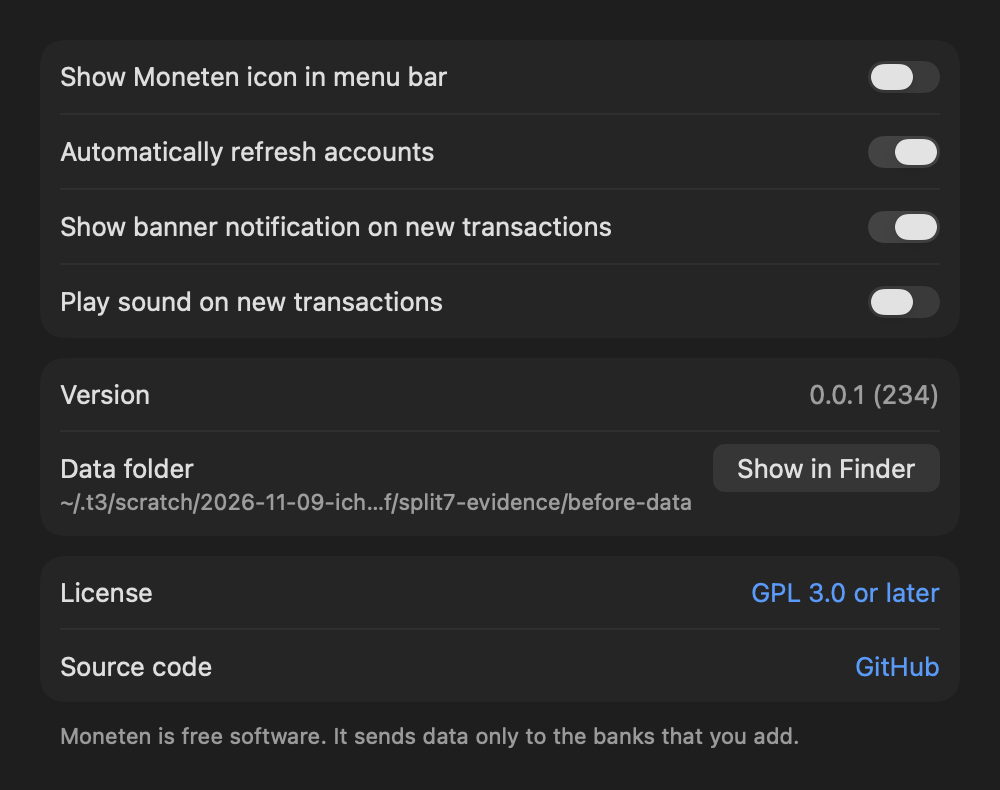 Show Moneten icon in menu bar
Automatically refresh accounts
Show banner notification on new transactions
Play sound on new transactions
Version 0.0.1 (234)
Data folder Show in Finder
~/.t3/scratch/2026-11-09-ich...f/split7-evidence/before-data
License GPL 3.0 or later
Source code GitHub
Moneten is free software. It sends data only to the banks that you add.